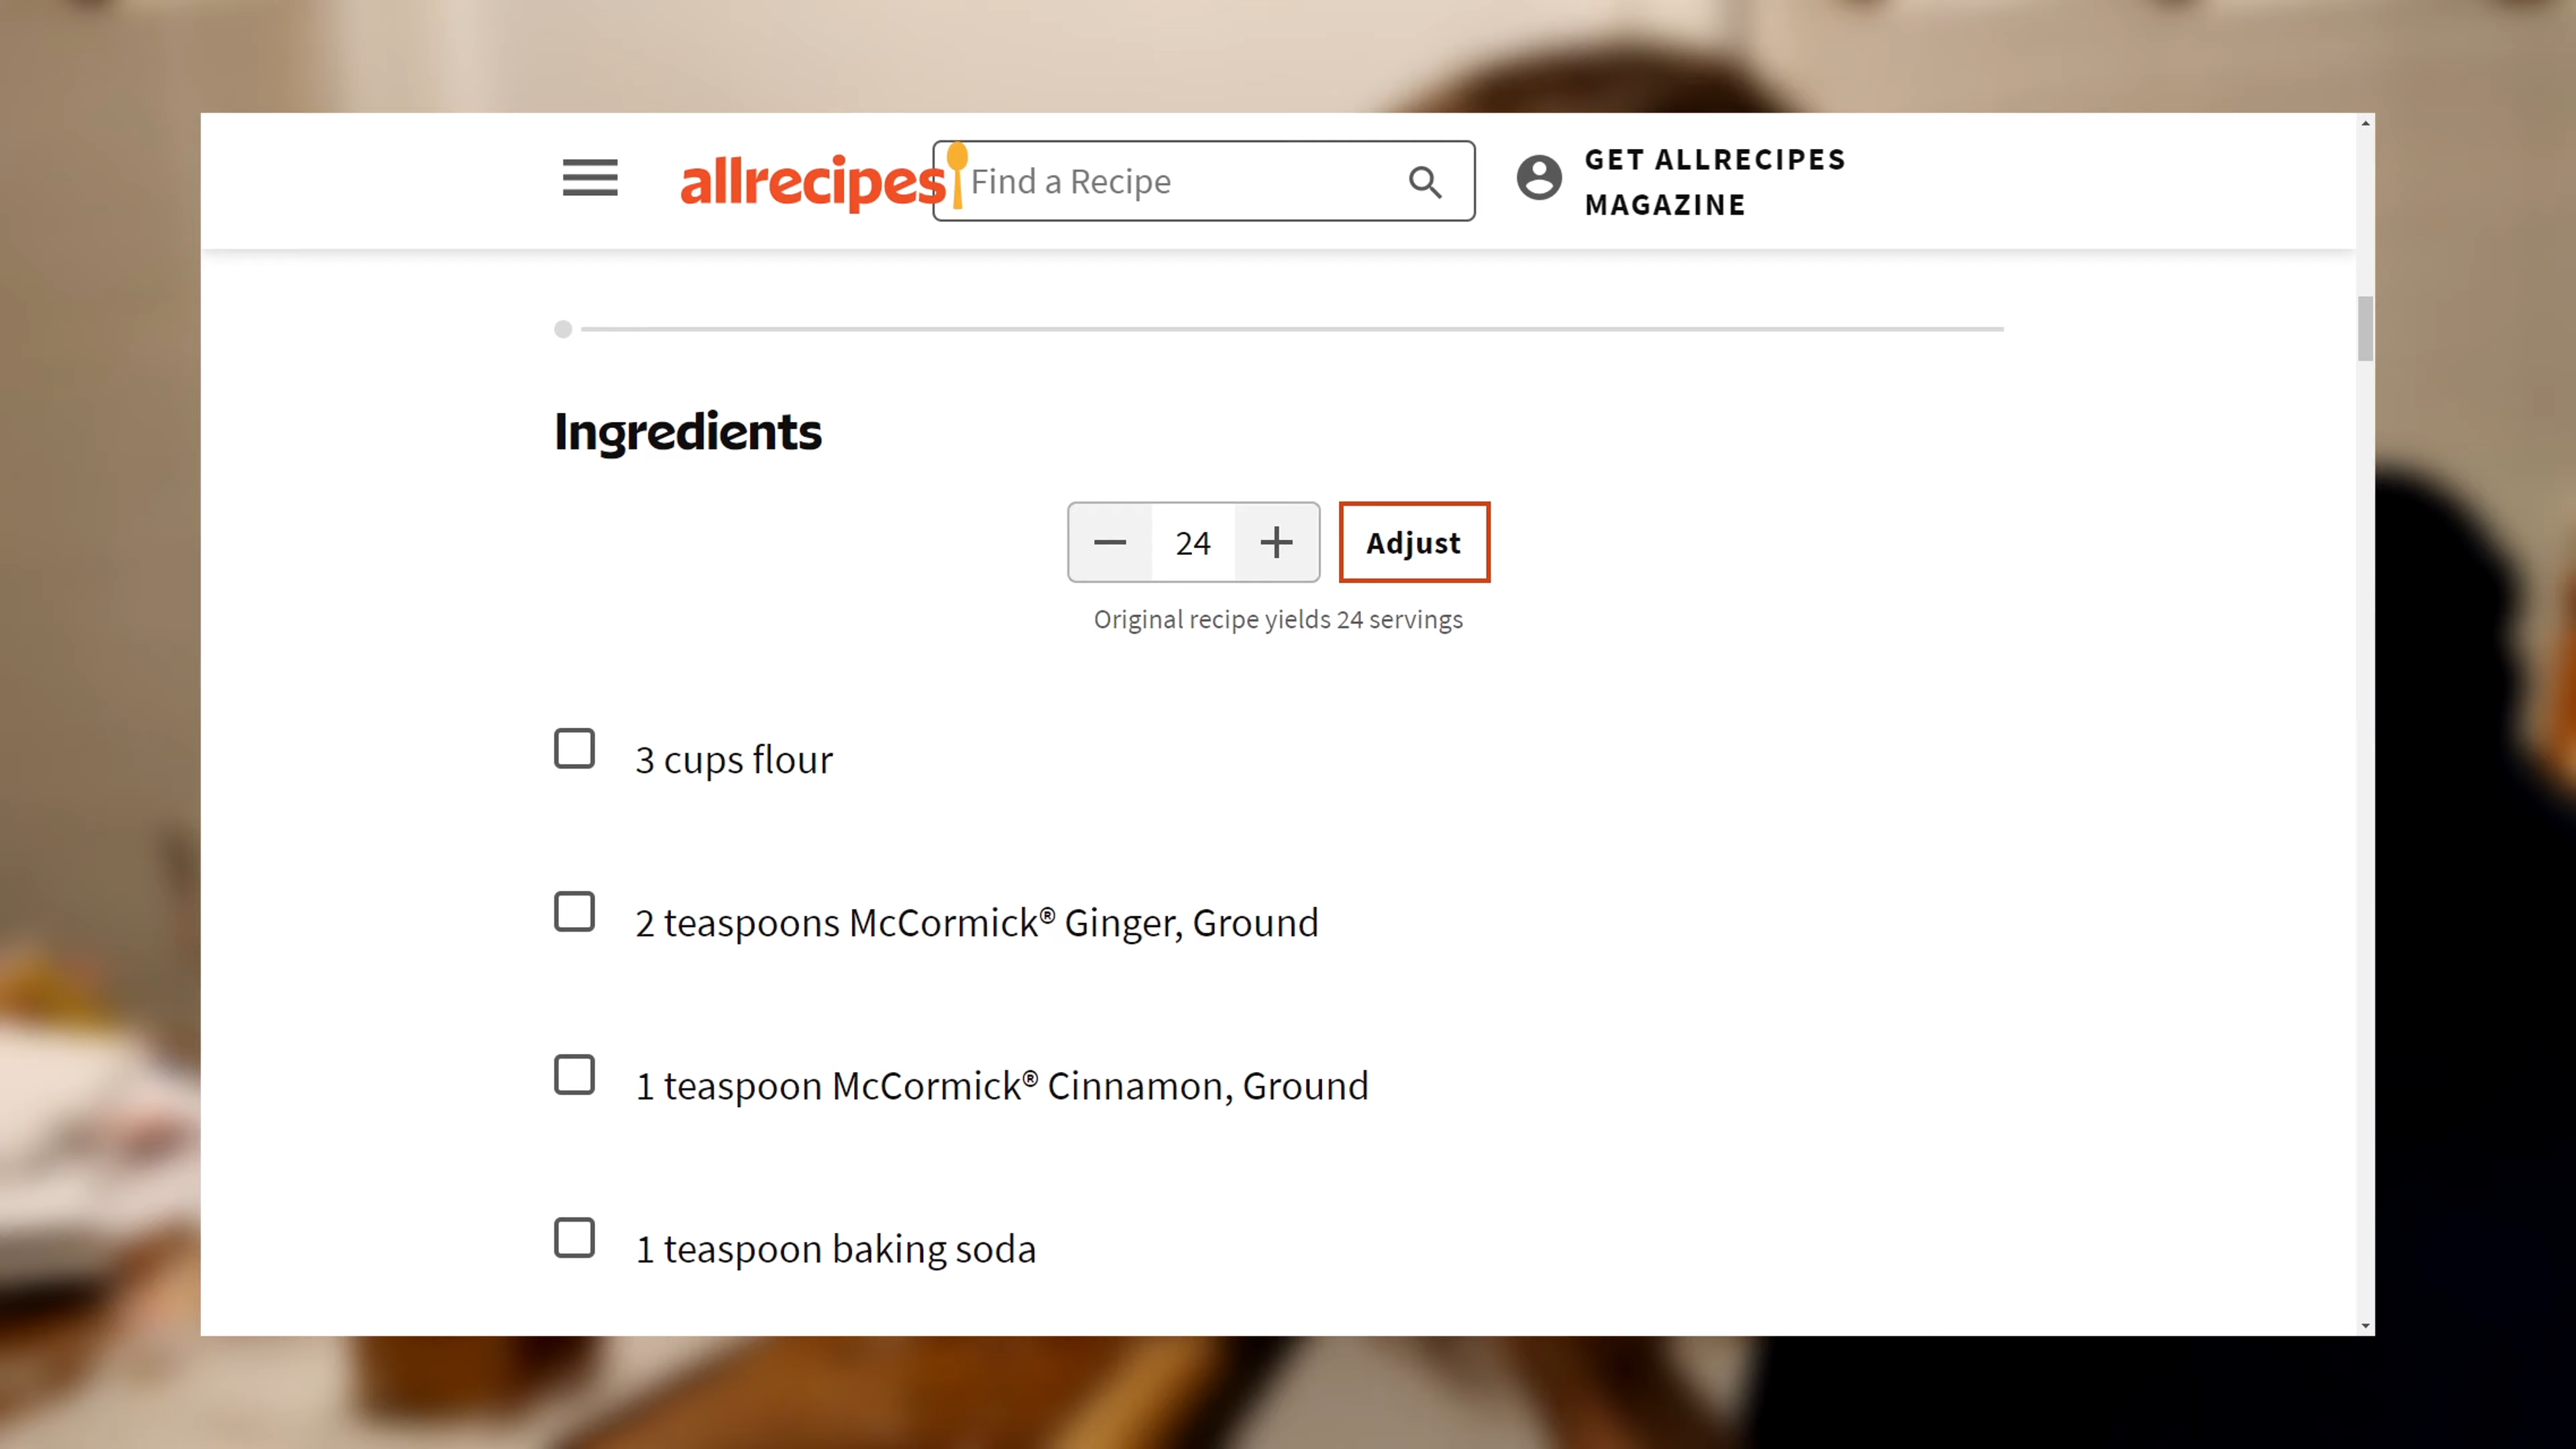 allrecipes
Find a Recipe
GET ALLRECIPES
MAGAZINE
Ingredients
24
Adjust
Original recipe yields 24 servings
3 cups flour
2 teaspoons McCormick® Ginger, Ground
1 teaspoon McCormick® Cinnamon, Ground
1 teaspoon baking soda